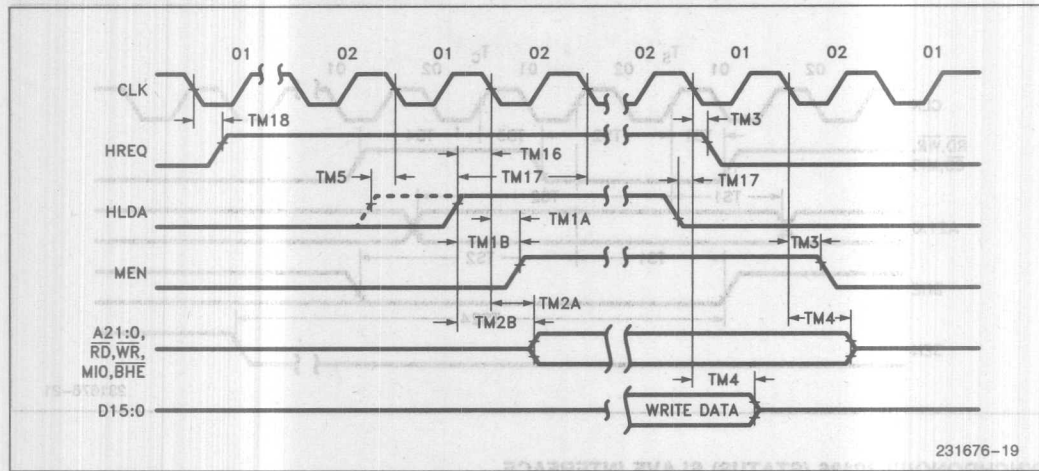 01 02 01 02 02 01 02 01
CLK
TM18
TM3
HREQ
TM16
TM5
TM17
TM17
HLDA
TM1A
TM1B
TM3
MEN
TM2A
TM2B
TM4
A21:0,
RD,WR,
MIO,BHE
TM4
D15:0
WRITE DATA
231676-19